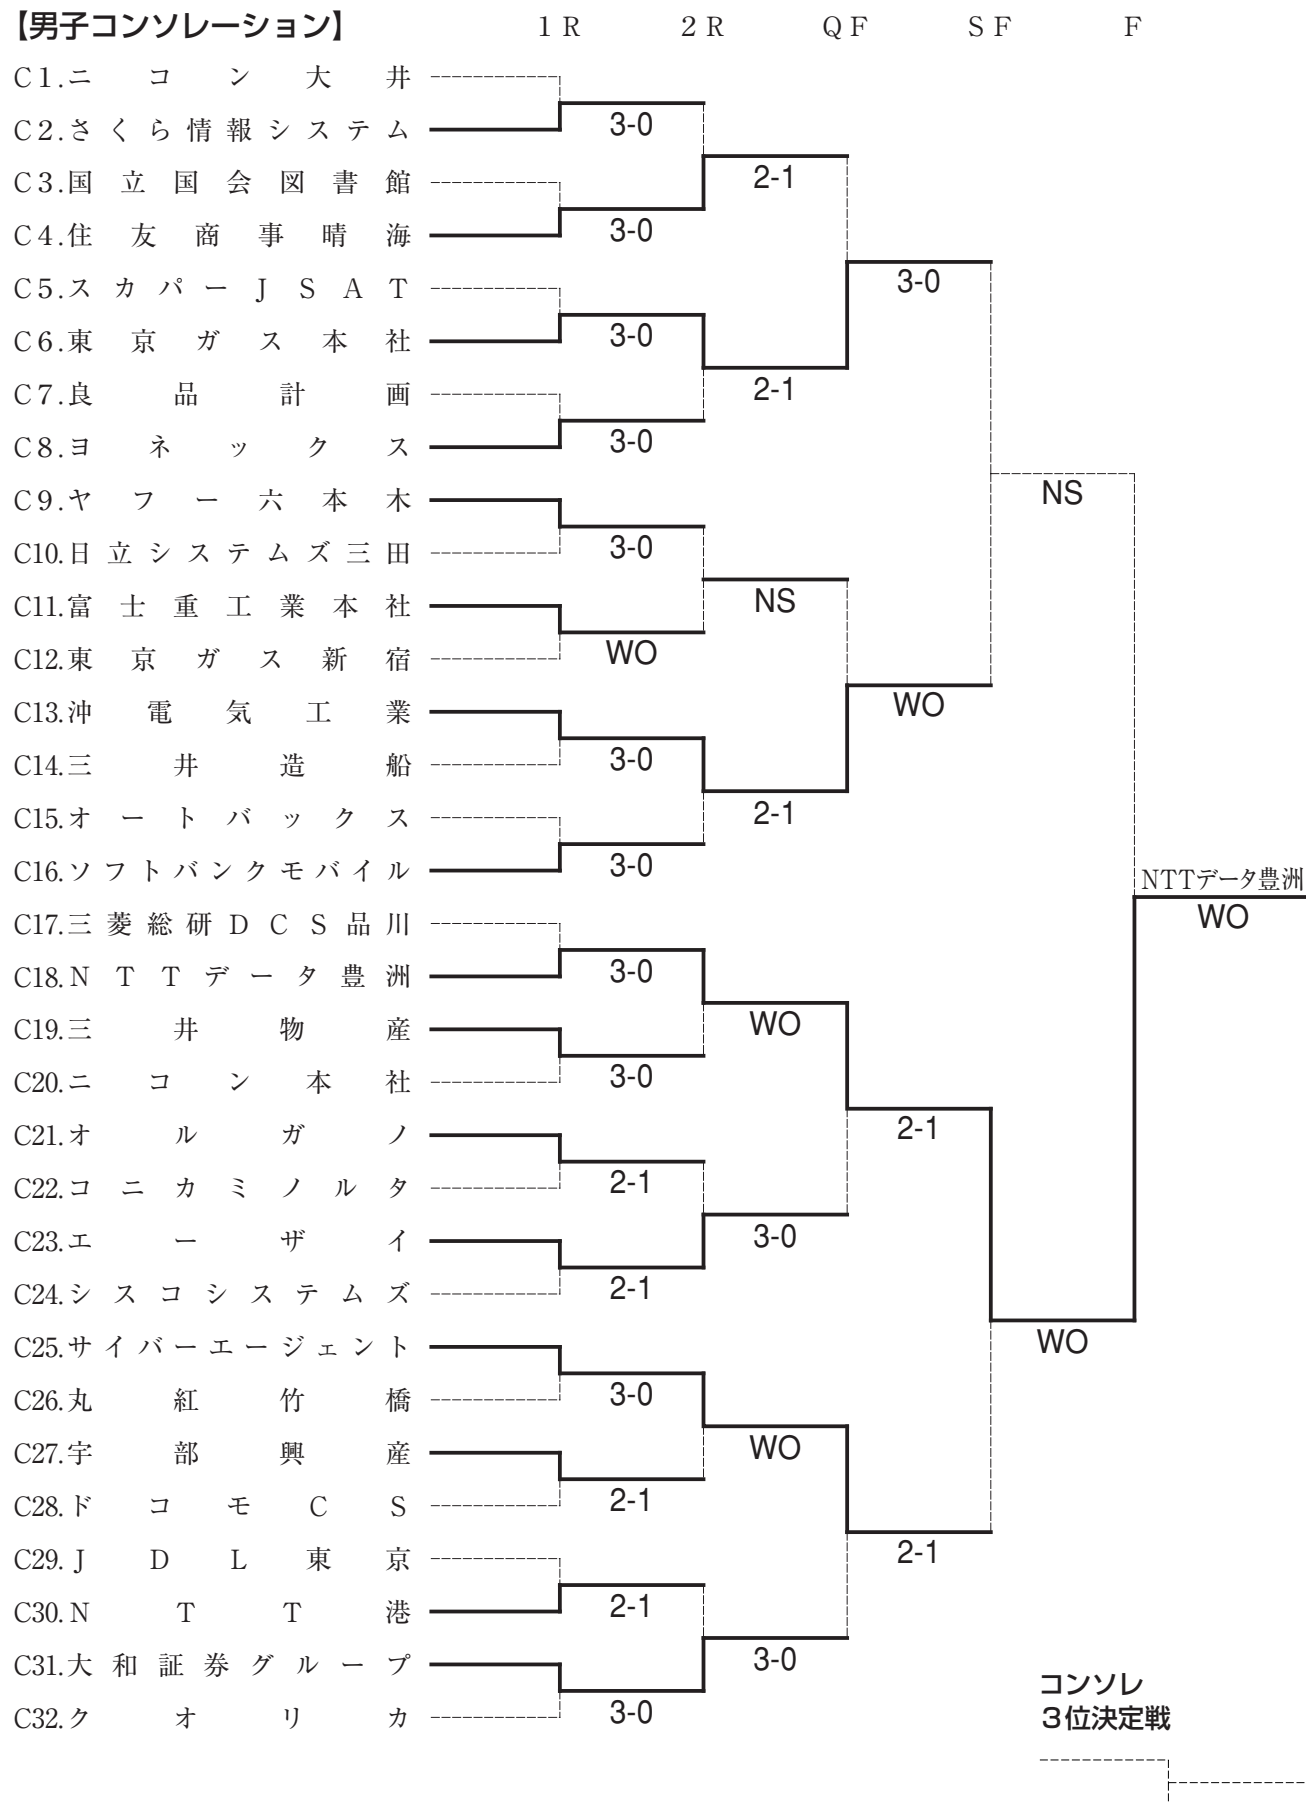 【男子コンソレーション】 1R 2R QF SF F
C1.ニコン大井
C2.さくら情報システム
3-0
C3.国立国会図書館
2-1
C4.住友商事晴海
3-0
C5.スカパーJSAT
3-0
C6.東京ガス本社
3-0
C7.良品計画
2-1
C8.ヨネックス
3-0
C9.ヤフー六本木
NS
C10.日立システムズ三田
3-0
C11.富士重工業本社
NS
C12.東京ガス新宿
WO
C13.沖電気工業
WO
C14.三井造船
3-0
C15.オートバックス
2-1
C16.ソフトバンクモバイル
3-0
NTTデータ豊洲
WO
C17.三菱総研DCS品川
C18.NTTデータ豊洲
3-0
C19.三井物産
WO
C20.ニコン本社
3-0
C21.オルガノ
2-1
C22.コニカミノルタ
2-1
C23.エーザイ
3-0
C24.シスコシステムズ
2-1
C25.サイバーエージェント
WO
C26.丸紅竹橋
3-0
C27.宇部興産
WO
C28.ドコモCS
2-1
C29.JDL東京
2-1
C30.NTT港
2-1
C31.大和証券グループ
3-0
C32.クオリカ
3-0
コンソレ
3位決定戦